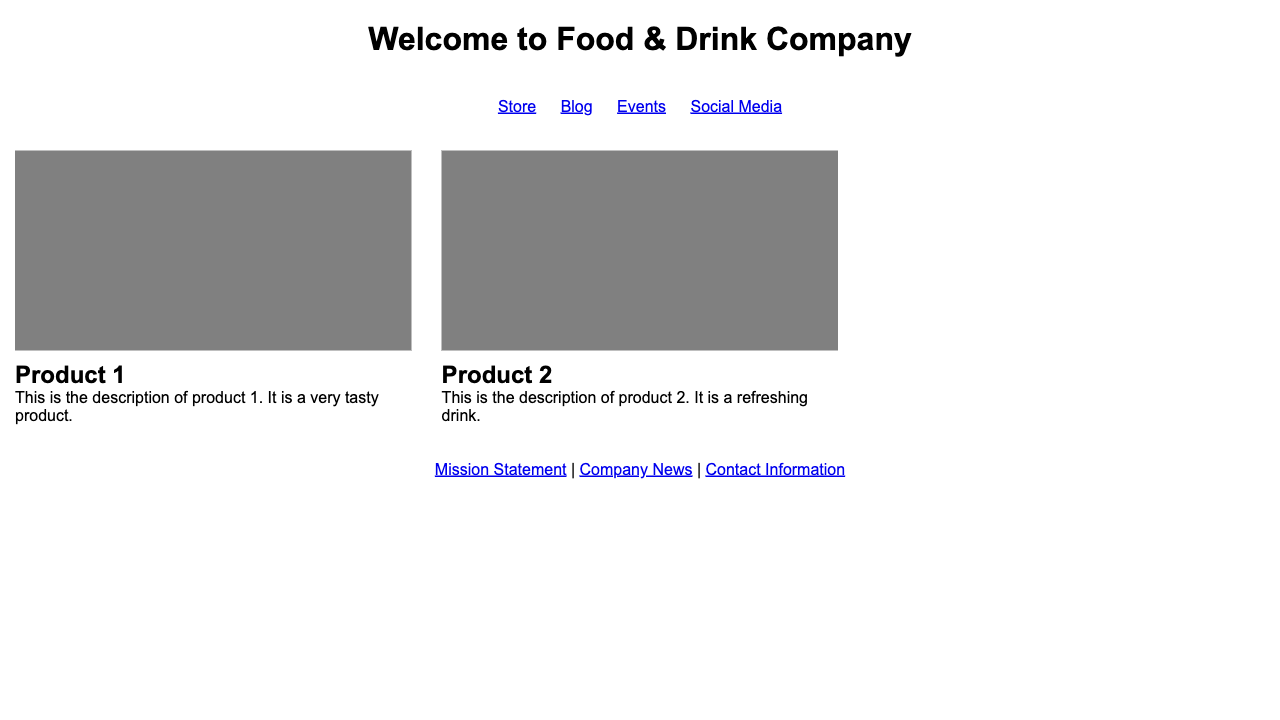 Welcome to Food & Drink Company
Store Blog Events Social Media
Product 1
This is the description of product 1. It is a very tasty
product.
Product 2
This is the description of product 2. It is a refreshing
drink.
Mission Statement | Company News | Contact Information